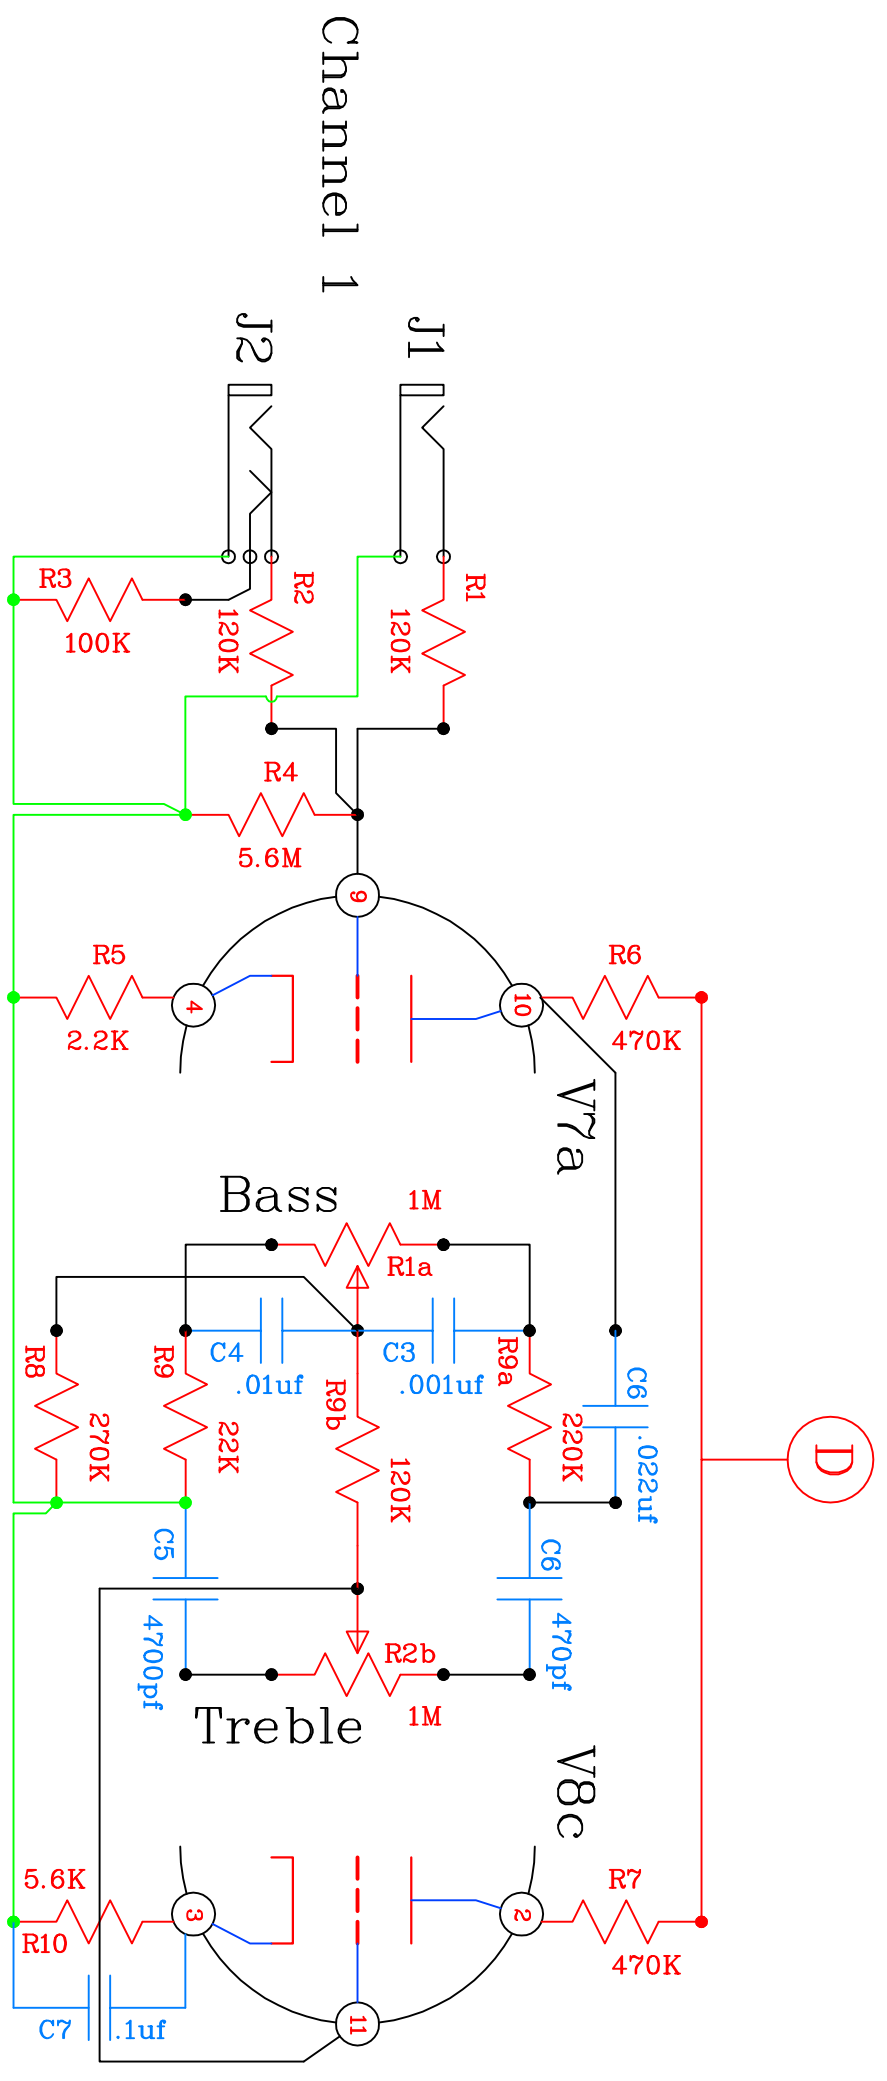 Channel 1
J1
J2
R1
120K
R2
120K
R3
100K
R4
5.6M
9
R5
2.2K
4
10
R6
470K
V7a
Bass
1M
R1a
C4
.01uf
C3
.001uf
R8
270K
R9
22K
R9b
120K
R9a
220K
C6
.022uf
D
C5
4700pf
C6
470pf
R2b
1M
Treble
V8c
5.6K
R10
3
2
R7
470K
11
C7
.1uf